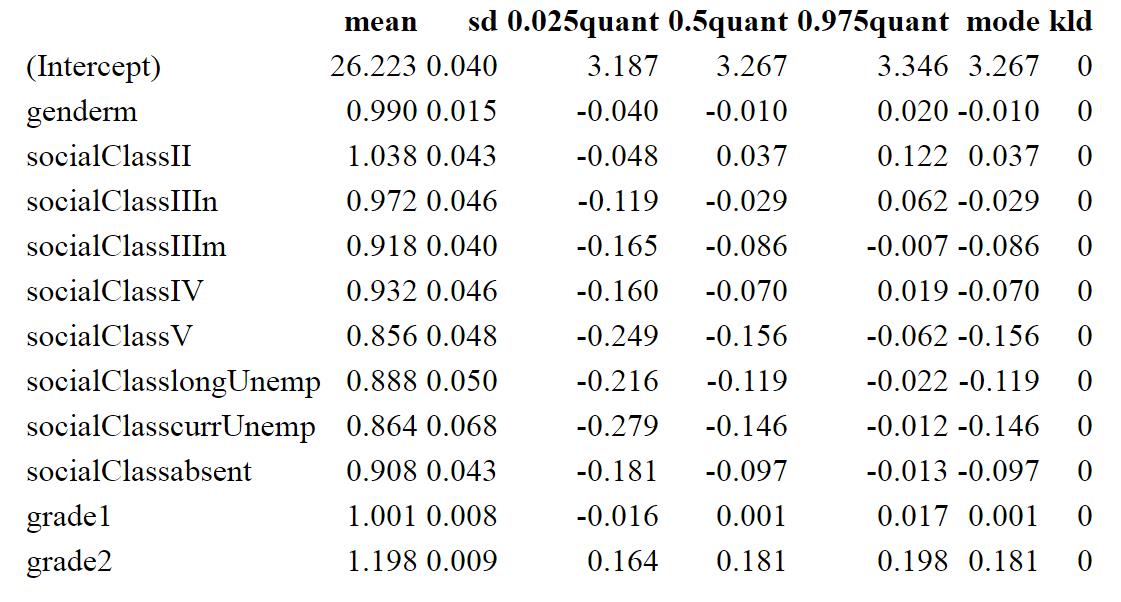 mean sd 0.025quant 0.5quant 0.975quant mode kld
(Intercept) 26.223 0.040 3.187 3.267 3.346 3.267 0
genderm 0.990 0.015 -0.040 -0.010 0.020 -0.010 0
socialClassII 1.038 0.043 -0.048 0.037 0.122 0.037 0
socialClassIIIn 0.972 0.046 -0.119 -0.029 0.062 -0.029 0
socialClassIIIm 0.918 0.040 -0.165 -0.086 -0.007 -0.086 0
socialClassIV 0.932 0.046 -0.160 -0.070 0.019 -0.070 0
socialClassV 0.856 0.048 -0.249 -0.156 -0.062 -0.156 0
socialClasslongUnemp 0.888 0.050 -0.216 -0.119 -0.022 -0.119 0
socialClasscurrUnemp 0.864 0.068 -0.279 -0.146 -0.012 -0.146 0
socialClassabsent 0.908 0.043 -0.181 -0.097 -0.013 -0.097 0
grade1 1.001 0.008 -0.016 0.001 0.017 0.001 0
grade2 1.198 0.009 0.164 0.181 0.198 0.181 0